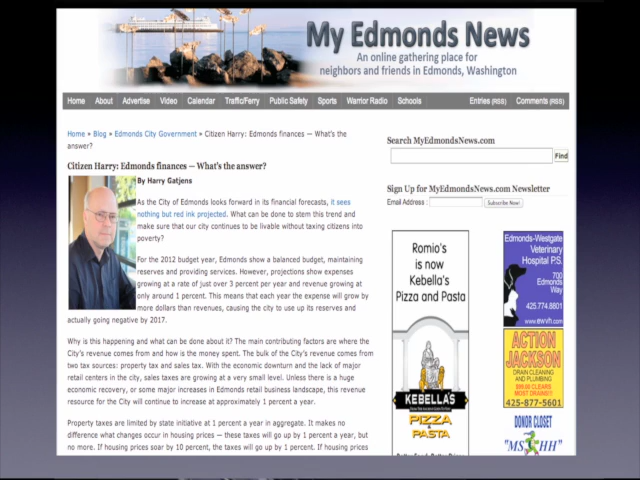 My Edmonds News
An online gathering place for
neighbors and friends in Edmonds, Washington
Home About Advertise Video Calendar Traffic/Ferry Public Safety Sports Warrior Radio Schools Entries (RSS) Comments (RSS)
Home » Blog » Edmonds City Government » Citizen Harry: Edmonds finances — What's the
answer?
Citizen Harry: Edmonds finances — What's the answer?
By Harry Gatjens
As the City of Edmonds looks forward in its financial forecasts, it sees
nothing but red ink projected. What can be done to stem this trend and
make sure that our city continues to be livable without taxing citizens into
poverty?
For the 2012 budget year, Edmonds show a balanced budget, maintaining
reserves and providing services. However, projections show expenses
growing at a rate of just over 3 percent per year and revenue growing at
only around 1 percent. This means that each year the expense will grow by
more dollars than revenues, causing the city to use up its reserves and
actually going negative by 2017.
Why is this happening and what can be done about it? The main contributing factors are where the
City's revenue comes from and how is the money spent. The bulk of the City's revenue comes from
two tax sources: property tax and sales tax. With the economic downturn and the lack of major
retail centers in the city, sales taxes are growing at a very small level. Unless there is a huge
economic recovery, or some major increases in Edmonds retail business landscape, this revenue
resource for the City will continue to increase at approximately 1 percent a year.
Property taxes are limited by state initiative at 1 percent a year in aggregate. It makes no
difference what changes occur in housing prices — these taxes will go up by 1 percent a year, but
no more. If housing prices soar by 10 percent, the taxes will go up by 1 percent. If housing prices
Search MyEdmondsNews.com
Find
Sign Up for MyEdmondsNews.com Newsletter
Email Address : Subscribe Now!
Romio's
is now
Kebella's
Pizza and Pasta
KEBELLA'S
PIZZA
& PASTA
Edmonds-Westgate
Veterinary
Hospital P.S.
700
Edmonds
Way
425.774.8801
www.ewvh.com
ACTION
JACKSON
DRAIN CLEANING
AND PLUMBING
$99.00 CLEARS
MOST DRAINS!!
425-877-5601
DONOR CLOSET
"MS HH"